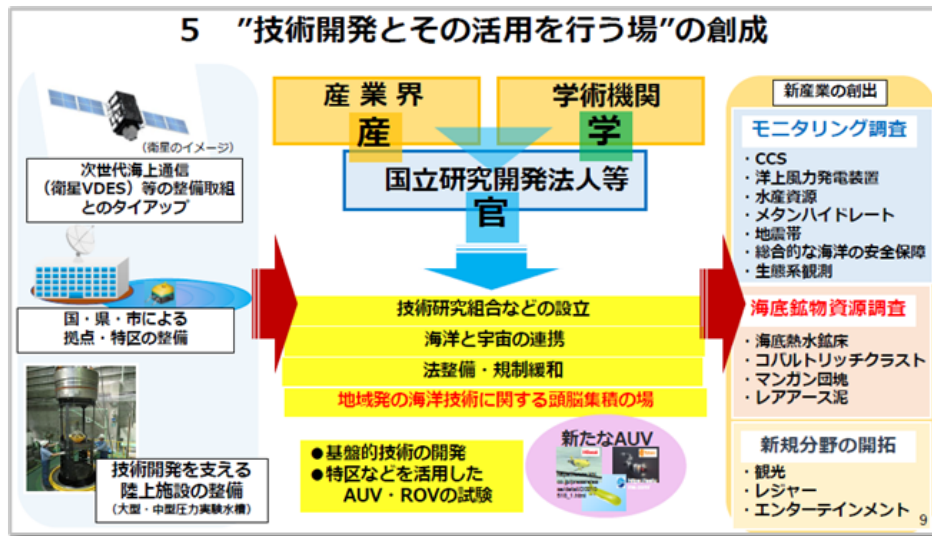 5 ”技術開発とその活用を行う場”の創成
(衛星のイメージ)
次世代海上通信
(衛星VDES)等の整備取組
とのタイアップ
国・県・市による
拠点・特区の整備
技術開発を支える
陸上施設の整備
(大型・中型圧力実験水槽)
産業界
産
学術機関
学
国立研究開発法人等
官
技術研究組合などの設立
海洋と宇宙の連携
法整備・規制緩和
地域発の海洋技術に関する頭脳集積の場
●基盤的技術の開発
●特区などを活用した
AUV・ROVの試験
新たなAUV
新産業の創出
モニタリング調査
・CCS
・洋上風力発電装置
・水産資源
・メタンハイドレート
・地震帯
・総合的な海洋の安全保障
・生態系観測
海底鉱物資源調査
・海底熱水鉱床
・コバルトリッチクラスト
・マンガン団塊
・レアアース泥
新規分野の開拓
・観光
・レジャー
・エンターテインメント
9